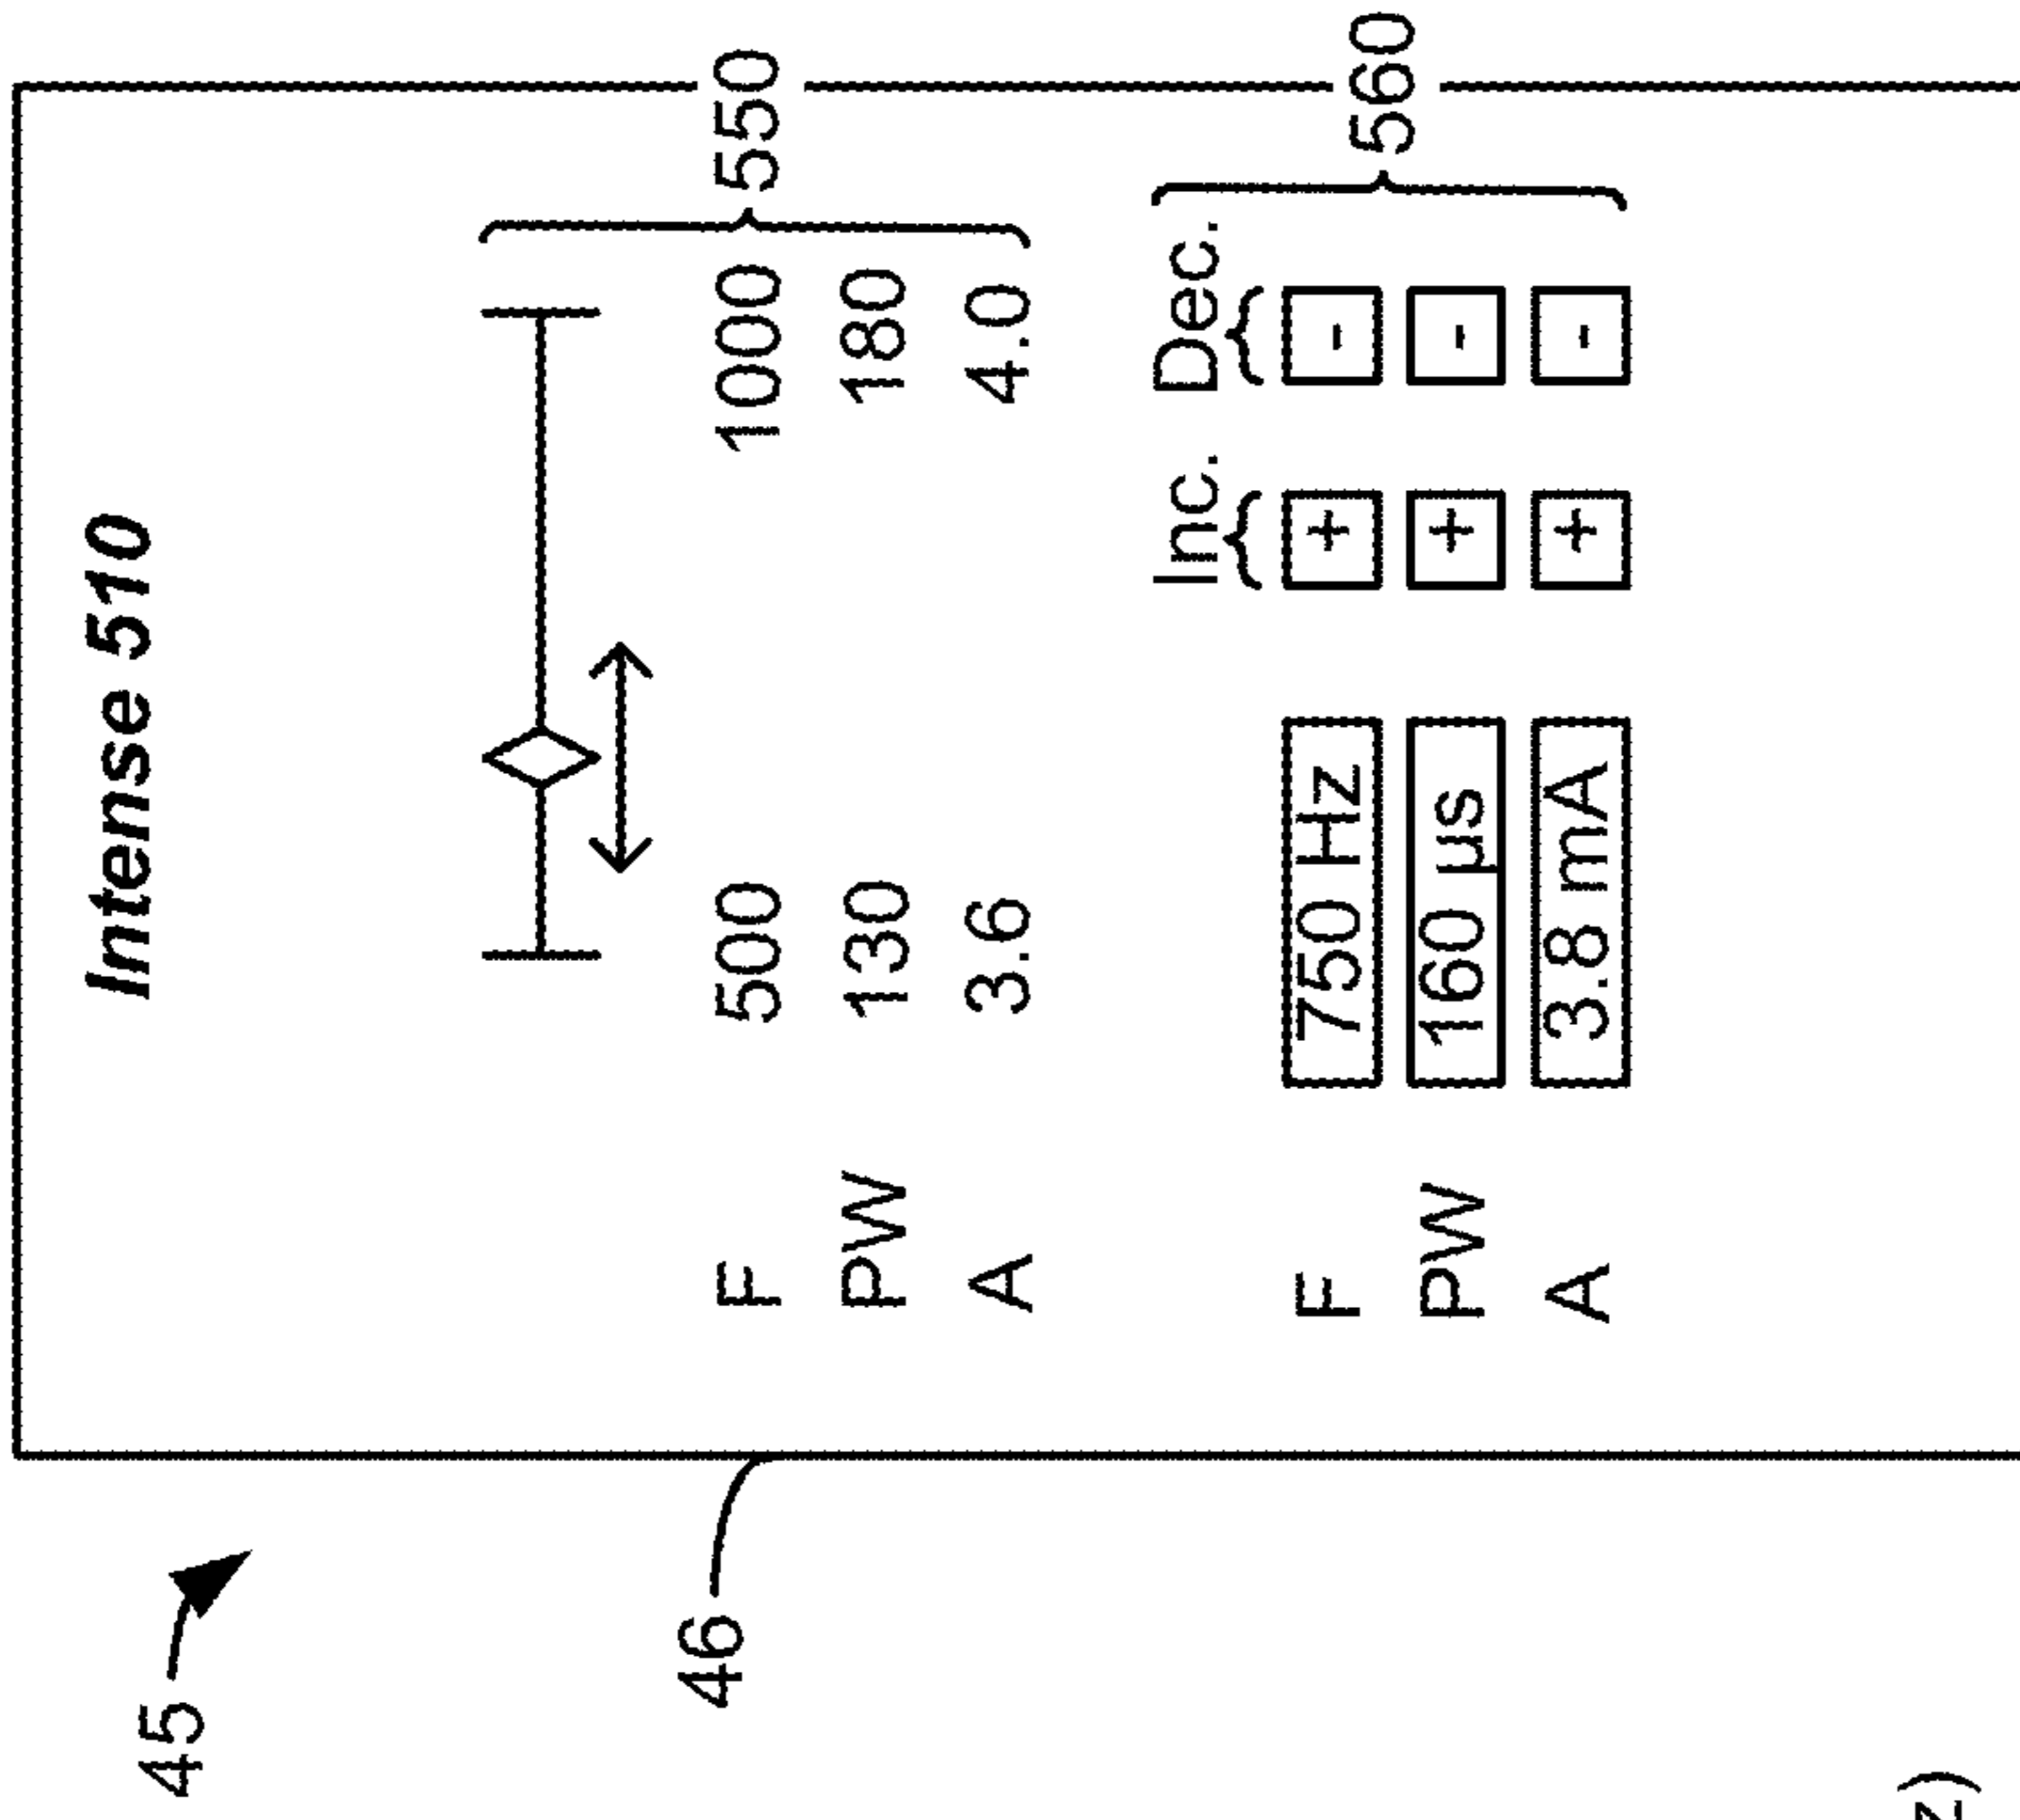 45
Intense 510
46
F 500 1000 550
PW 130 180
A 3.6 4.0
Inc. Dec.
F 750 Hz + - 560
PW 160 µs + -
A 3.8 mA + -
z)